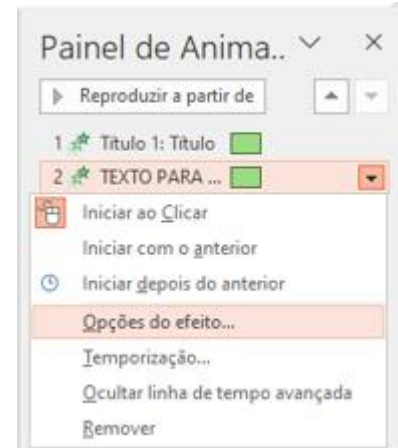 Painel de Anima..
Reproduzir a partir de
1 Título 1: Título
2 TEXTO PARA ...
Iniciar ao Clicar
Iniciar com o anterior
Iniciar depois do anterior
Opções do efeito...
Temporização...
Ocultar linha de tempo avançada
Remover